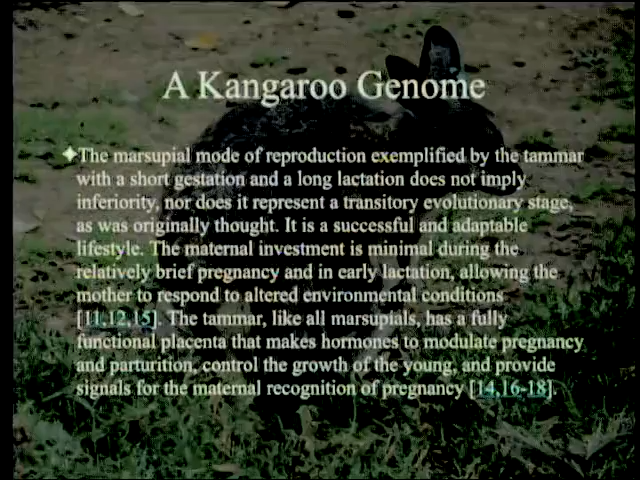 A Kangaroo Genome
The marsupial mode of reproduction exemplified by the tammar
with a short gestation and a long lactation does not imply
inferiority, nor does it represent a transitory evolutionary stage,
as was originally thought. It is a successful and adaptable
lifestyle. The maternal investment is minimal during the
relatively brief pregnancy and in early lactation, allowing the
mother to respond to altered environmental conditions
[11,12,15]. The tammar, like all marsupials, has a fully
functional placenta that makes hormones to modulate pregnancy
and parturition, control the growth of the young, and provide
signals for the maternal recognition of pregnancy [14,16-18].